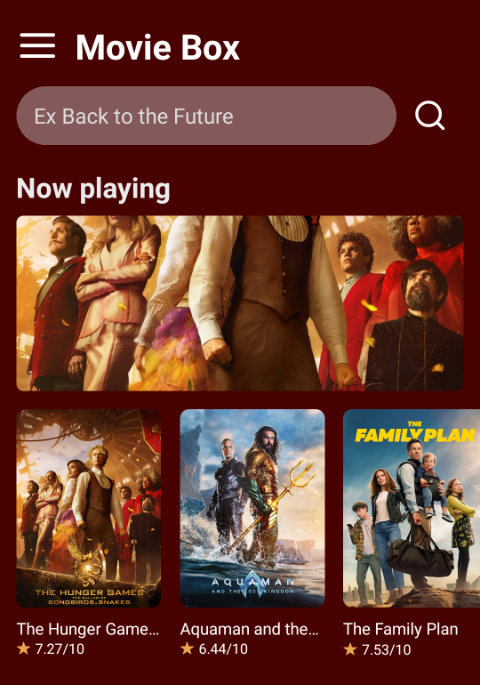 Movie Box
Ex Back to the Future
Now playing
THE HUNGER GAMES
THE BALLAD OF
SONGBIRDS & SNAKES
AQUAMAN
AND THE LOST KINGDOM
THE
FAMILY PLAN
The Hunger Game...
Aquaman and the...
The Family Plan
7.27/10
6.44/10
7.53/10